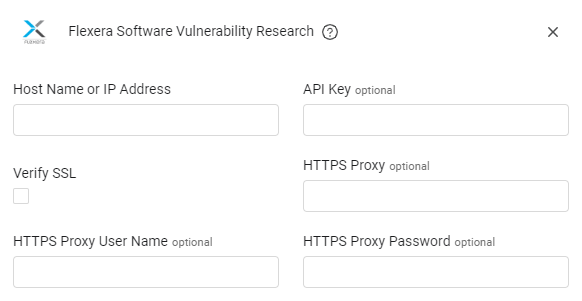 FLEXERA
Flexera Software Vulnerability Research ?
Host Name or IP Address
API Key optional
Verify SSL
HTTPS Proxy optional
HTTPS Proxy User Name optional
HTTPS Proxy Password optional